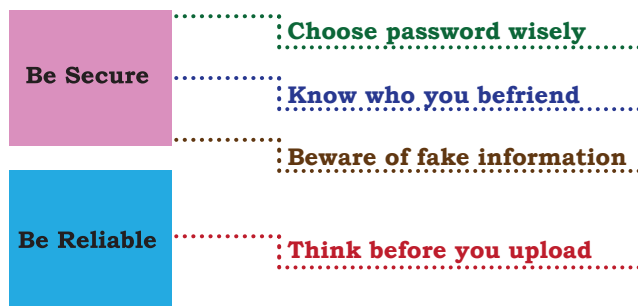 Be Secure
Choose password wisely
Know who you befriend
Beware of fake information
Be Reliable
Think before you upload